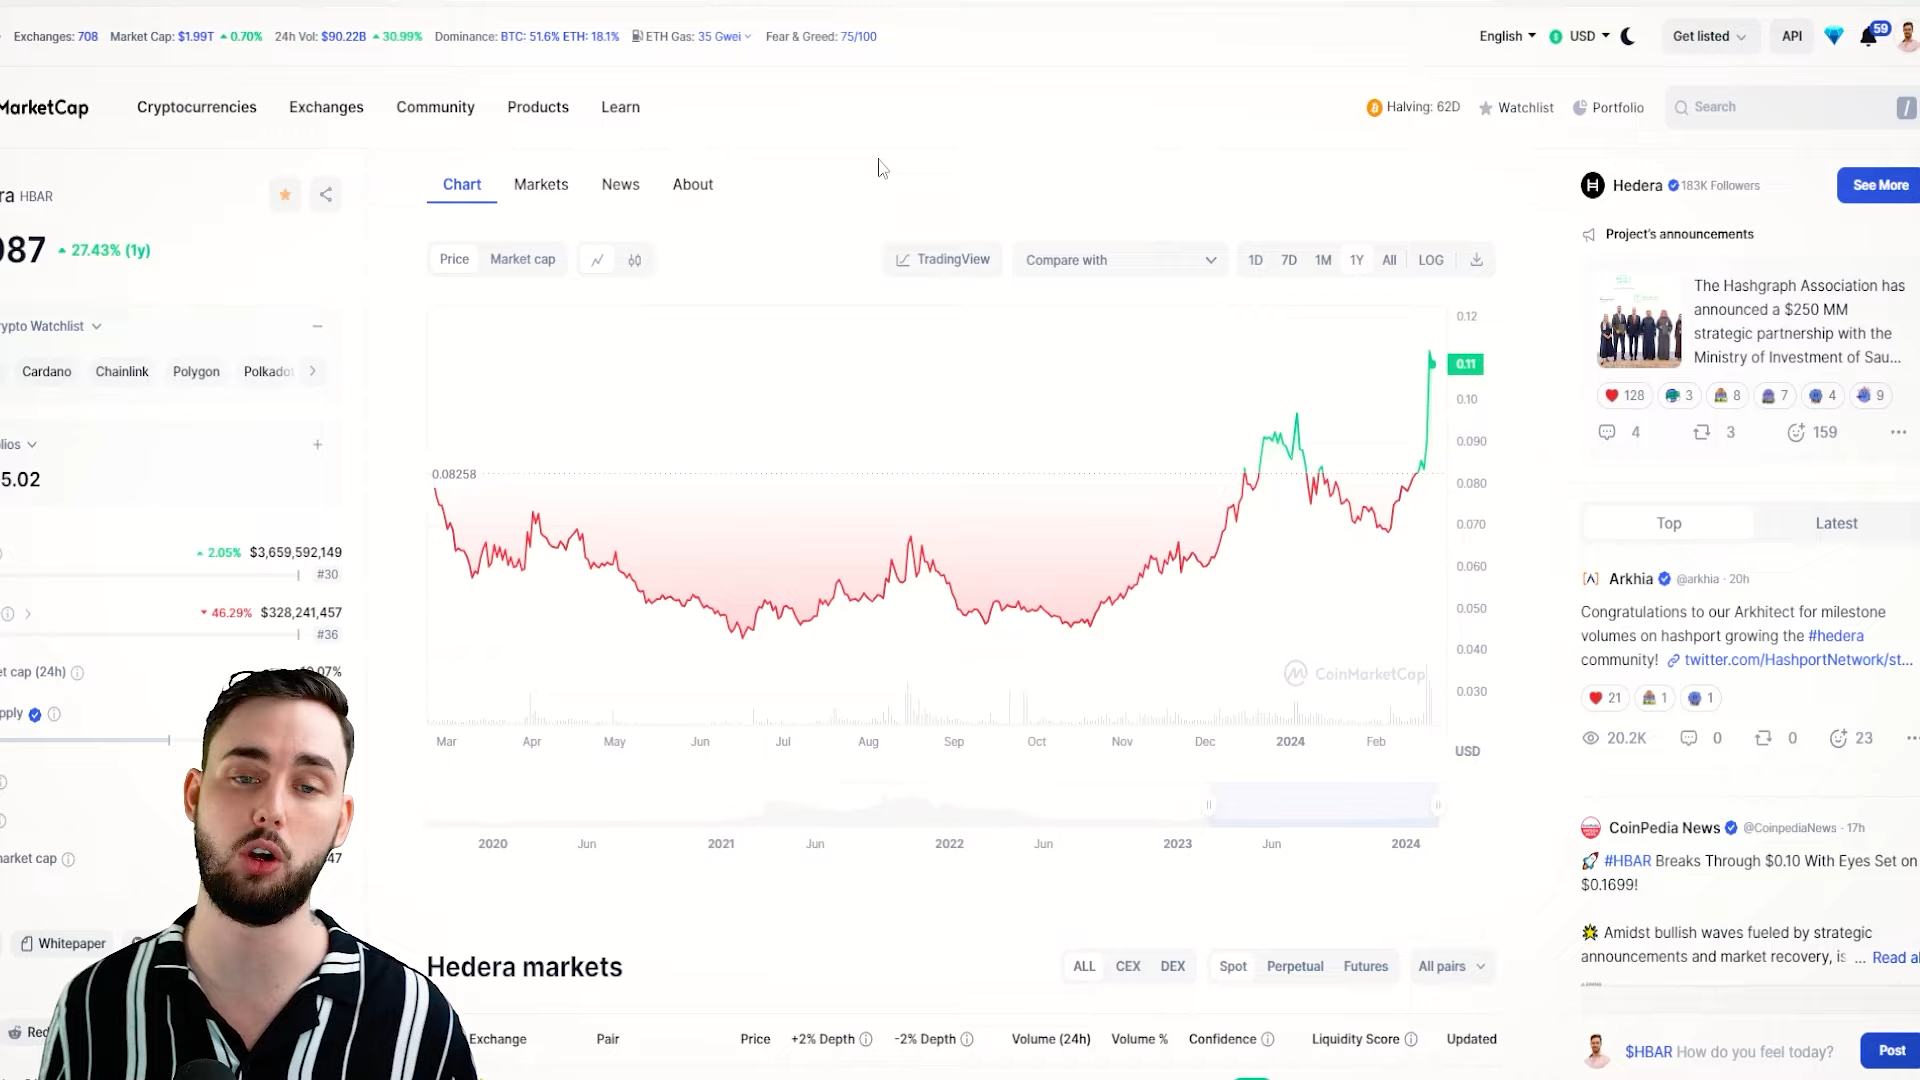 Exchanges: 708 Market Cap: $1.99T 0.70% 24h Vol: $90.22B 30.99% Dominance: BTC: 51.6% ETH: 18.1% ETH Gas: 35 Gwei Fear & Greed: 75/100
English USD Get listed API 59
MarketCap Cryptocurrencies Exchanges Community Products Learn
Halving: 62D Watchlist Portfolio Search /
ra HBAR
087 27.43% (1y)
rypto Watchlist
Cardano Chainlink Polygon Polkado
lios
5.02
2.05% $3,659,592,149
#30
46.29% $328,241,457
#36
et cap (24h)
pply
arket cap 47
Whitepaper
Red
Chart Markets News About
Price Market cap
TradingView Compare with 1D 7D 1M 1Y All LOG
0.12
0.11
0.10
0.090
0.08258
0.080
0.070
0.060
0.050
0.040
0.030
CoinMarketCap
Mar Apr May Jun Jul Aug Sep Oct Nov Dec 2024 Feb
USD
2020 Jun 2021 Jun 2022 Jun 2023 Jun 2024
Hedera markets
ALL CEX DEX Spot Perpetual Futures All pairs
Exchange Pair Price +2% Depth -2% Depth Volume (24h) Volume % Confidence Liquidity Score Updated
Hedera 183K Followers See More
Project's announcements
The Hashgraph Association has
announced a $250 MM
strategic partnership with the
Ministry of Investment of Sau...
128 3 8 7 4 9
4 3 159
Top Latest
Arkhia @arkhia · 20h
Congratulations to our Arkhitect for milestone
volumes on hashport growing the #hedera
community! twitter.com/HashportNetwork/st...
21 1 1
20.2K 0 0 23
CoinPedia News @CoinpediaNews · 17h
#HBAR Breaks Through $0.10 With Eyes Set on
$0.1699!
Amidst bullish waves fueled by strategic
announcements and market recovery, is ... Read al
$HBAR How do you feel today? Post